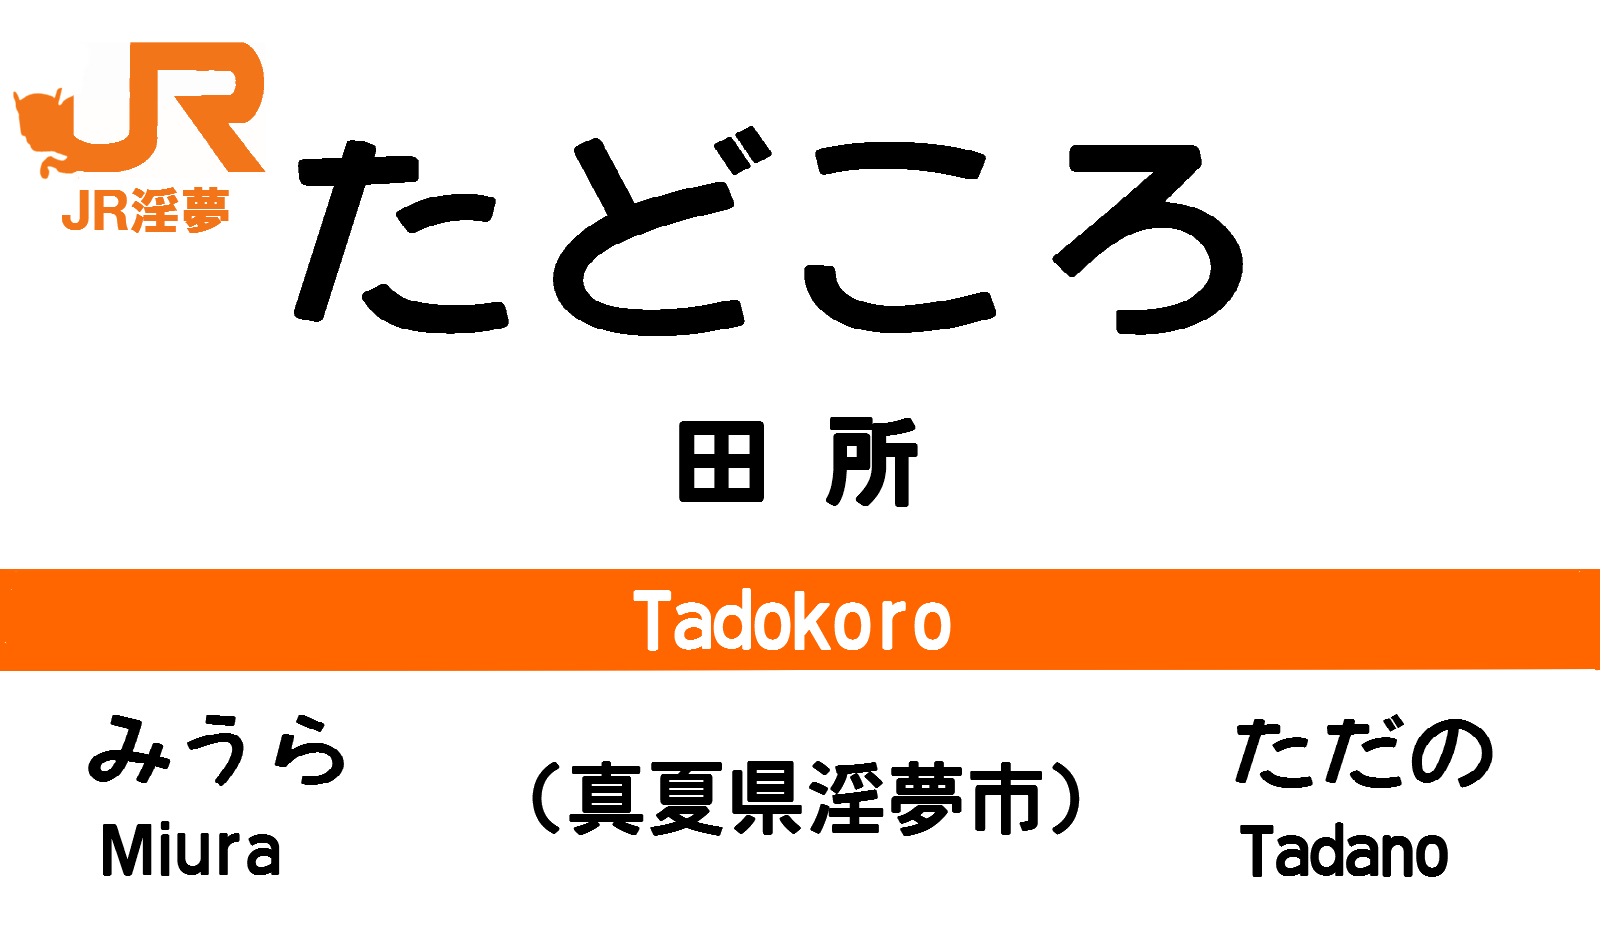 JR
JR淫夢
たどころ
田所
Tadokoro
みうら
Miura
（真夏県淫夢市）
ただの
Tadano